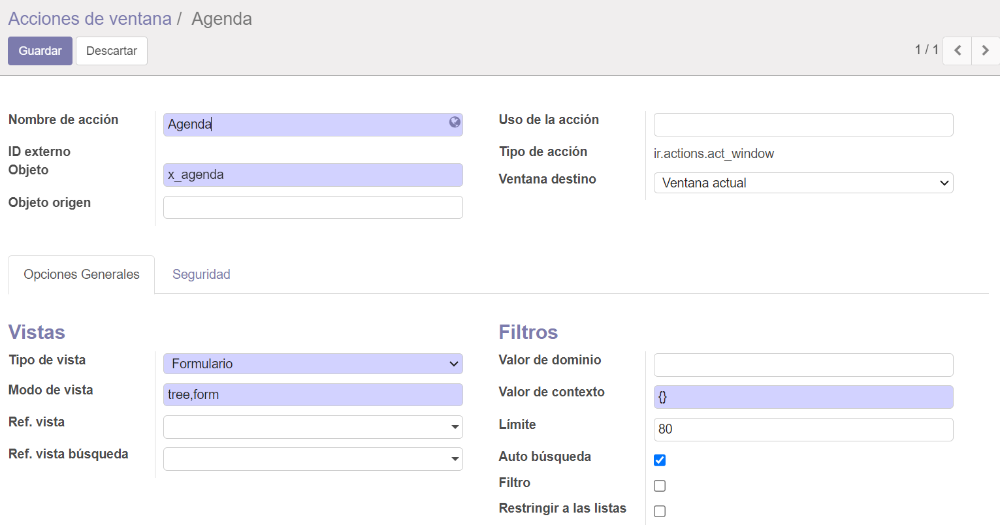 Acciones de ventana / Agenda
Guardar Descartar
1 / 1
Nombre de acción Agenda
ID externo
Objeto x_agenda
Objeto origen
Uso de la acción
Tipo de acción ir.actions.act_window
Ventana destino Ventana actual
Opciones Generales Seguridad
Vistas
Tipo de vista Formulario
Modo de vista tree,form
Ref. vista
Ref. vista búsqueda
Filtros
Valor de dominio
Valor de contexto {}
Límite 80
Auto búsqueda
Filtro
Restringir a las listas